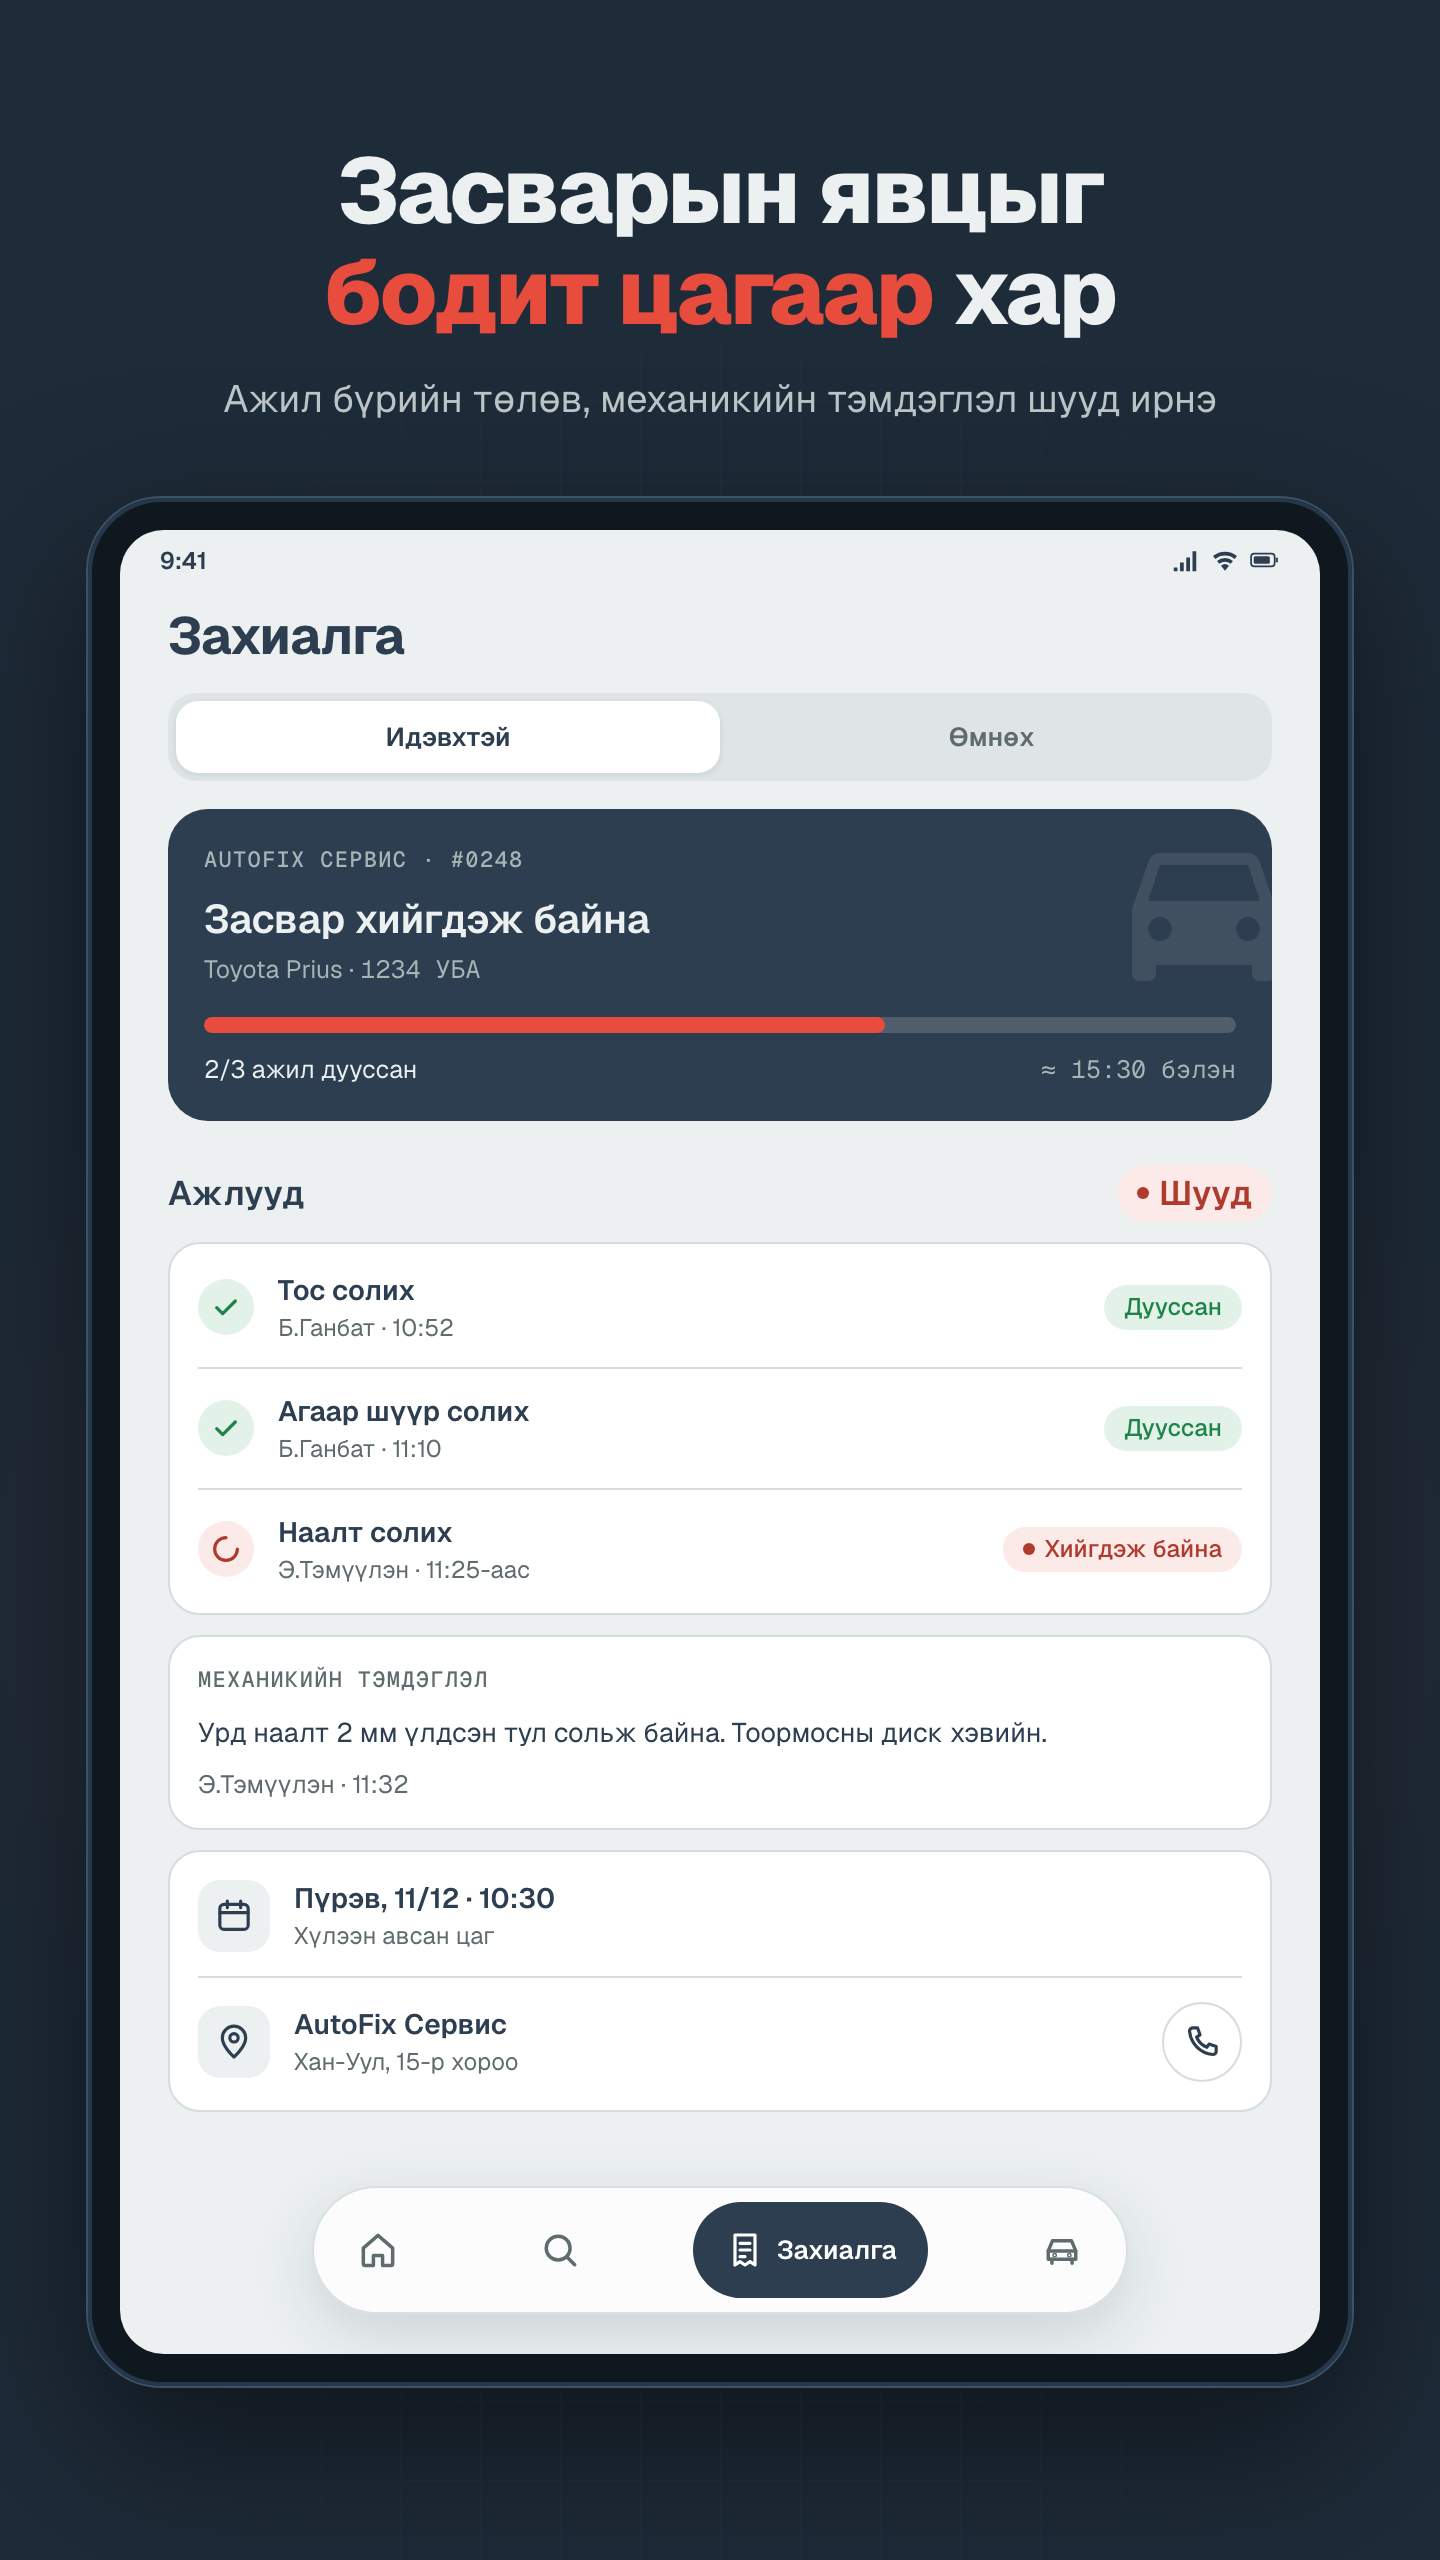 Засварын явцыг
бодит цагаар хар
Ажил бүрийн төлөв, механикийн тэмдэглэл шууд ирнэ
9:41
Захиалга
Идэвхтэй
Өмнөх
AUTOFIX СЕРВИС · #0248
Засвар хийгдэж байна
Toyota Prius · 1234 УБА
2/3 ажил дууссан
≈ 15:30 бэлэн
Ажлууд
Шууд
Тос солих
Б.Ганбат · 10:52
Дууссан
Агаар шүүр солих
Б.Ганбат · 11:10
Дууссан
Наалт солих
Э.Тэмүүлэн · 11:25-аас
Хийгдэж байна
МЕХАНИКИЙН ТЭМДЭГЛЭЛ
Урд наалт 2 мм үлдсэн тул сольж байна. Тоормосны диск хэвийн.
Э.Тэмүүлэн · 11:32
Пүрэв, 11/12 · 10:30
Хүлээн авсан цаг
AutoFix Сервис
Хан-Уул, 15-р хороо
Захиалга